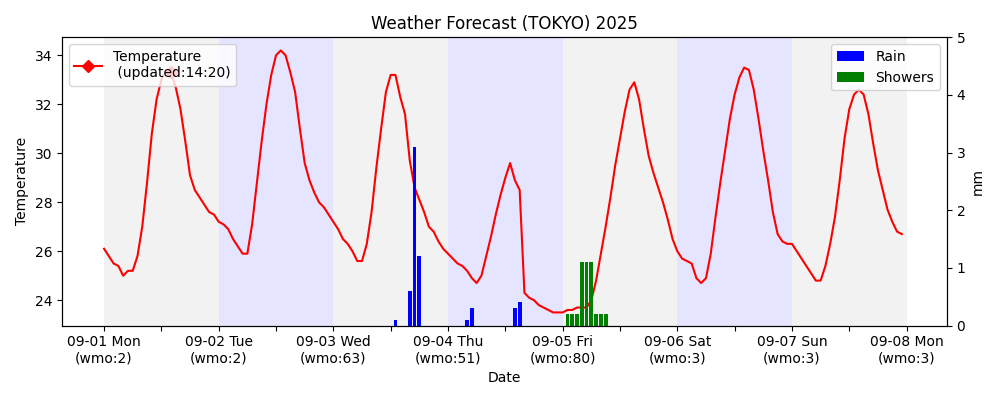 Weather Forecast (TOKYO) 2025
Temperature
(updated:14:20)
Rain
Showers
34
32
30
28
26
24
Temperature
5
4
3
2
1
0
mm
09-01 Mon
(wmo:2)
09-02 Tue
(wmo:2)
09-03 Wed
(wmo:63)
09-04 Thu
(wmo:51)
09-05 Fri
(wmo:80)
09-06 Sat
(wmo:3)
09-07 Sun
(wmo:3)
09-08 Mon
(wmo:3)
Date